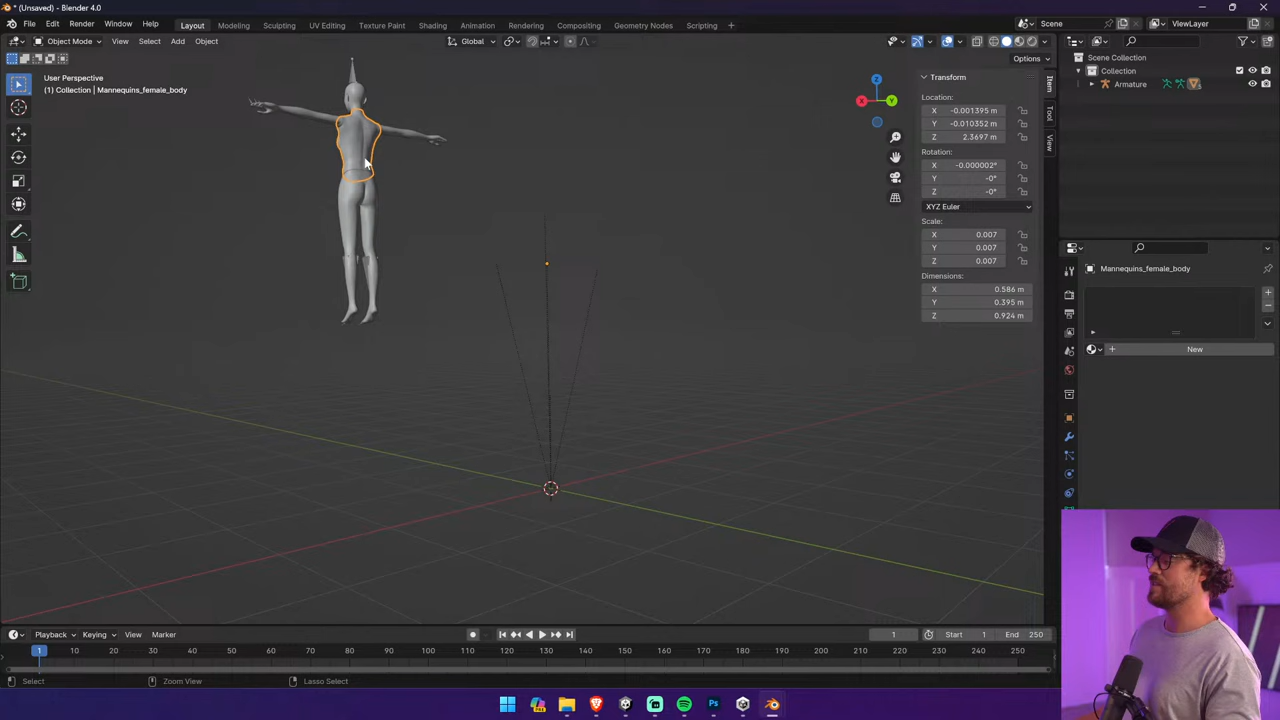 * (Unsaved) - Blender 4.0
File Edit Render Window Help Layout Modeling Sculpting UV Editing Texture Paint Shading Animation Rendering Compositing Geometry Nodes Scripting + Scene ViewLayer
Object Mode View Select Add Object Global
Options
User Perspective
(1) Collection | Mannequins_female_body
Transform
Location:
X -0.001395 m
Y -0.010352 m
Z 2.3697 m
Rotation:
X -0.000002°
Y -0°
Z -0°
XYZ Euler
Scale:
X 0.007
Y 0.007
Z 0.007
Dimensions:
X 0.586 m
Y 0.395 m
Z 0.924 m
Item
Tool
View
X Y Z
Scene Collection
Collection
Armature
Mannequins_female_body
New
Playback Keying View Marker 1 Start 1 End 250
1 10 20 30 40 50 60 70 80 90 100 110 120 130 140 150 160 170 180 190 200 210 220 230 240 250
Select Zoom View Lasso Select